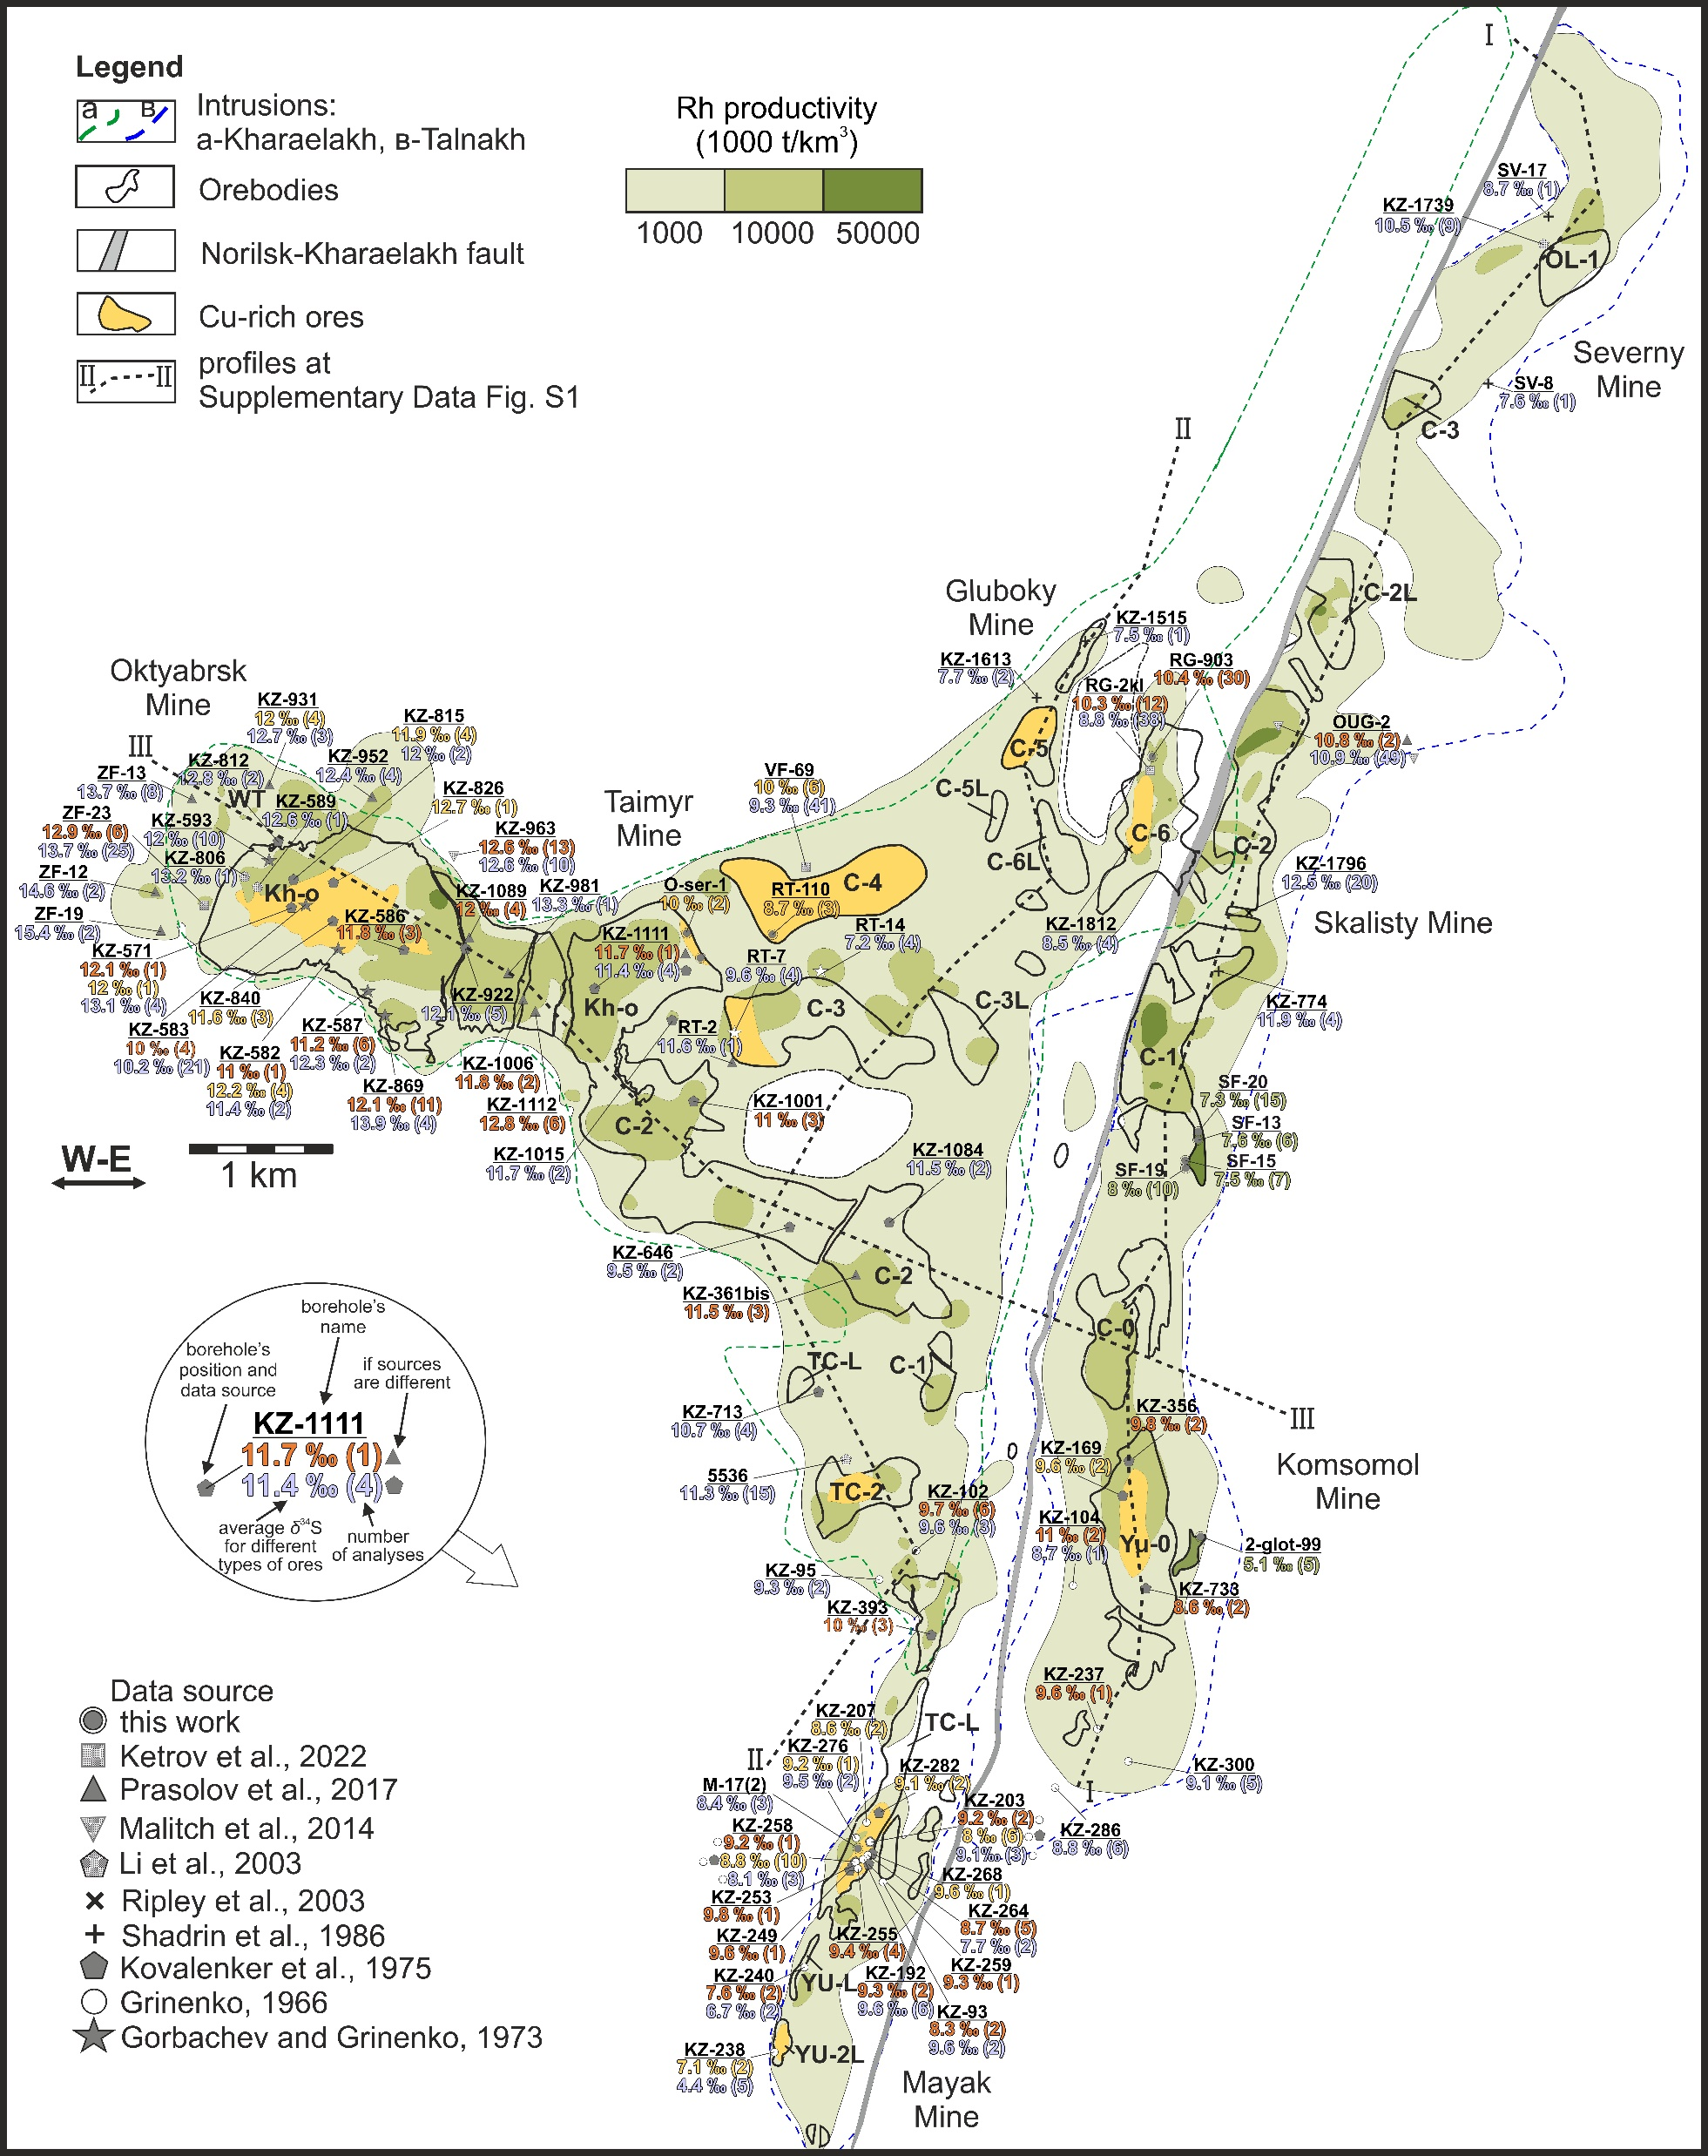 Legend
a
B
Intrusions:
a-Kharaelakh, B-Talnakh
Orebodies
Norilsk-Kharaelakh fault
Cu-rich ores
II
II
profiles at
Supplementary Data Fig. S1
Rh productivity
(1000 t/km³)
1000 10000 50000
I
SV-17
8.7 ‰ (1)
KZ-1739
10.5 ‰ (9)
OL-1
Severny
Mine
SV-8
7.6 ‰ (1)
C-3
II
C-2L
Gluboky
Mine
KZ-1515
7.5 ‰ (1)
KZ-1613
7.7 ‰ (2)
RG-903
10.4 ‰ (30)
RG-2kl
10.3 ‰ (12)
8.8 ‰ (38)
OUG-2
10.8 ‰ (2)
10.9 ‰ (49)
C-5
C-5L
C-6
C-6L
C-2
KZ-1796
12.5 ‰ (20)
Skalisty Mine
KZ-1812
8.5 ‰ (4)
KZ-774
11.9 ‰ (4)
Oktyabrsk
Mine
III
KZ-931
12 ‰ (4)
12.7 ‰ (3)
KZ-815
11.9 ‰ (4)
12 ‰ (2)
KZ-812
12.8 ‰ (2)
KZ-952
12.4 ‰ (4)
ZF-13
13.7 ‰ (8)
WT
KZ-589
12.6 ‰ (1)
KZ-826
12.7 ‰ (1)
ZF-23
12.9 ‰ (6)
13.7 ‰ (25)
KZ-593
12 ‰ (10)
KZ-963
12.6 ‰ (13)
12.6 ‰ (10)
KZ-806
13.2 ‰ (1)
ZF-12
14.6 ‰ (2)
Kh-o
KZ-1089
12 ‰ (4)
KZ-981
13.3 ‰ (1)
ZF-19
15.4 ‰ (2)
KZ-586
11.8 ‰ (3)
KZ-571
12.1 ‰ (1)
12 ‰ (1)
13.1 ‰ (4)
KZ-840
11.6 ‰ (3)
KZ-922
12.1 ‰ (5)
KZ-583
10 ‰ (4)
10.2 ‰ (21)
KZ-587
11.2 ‰ (6)
12.3 ‰ (2)
KZ-582
11 ‰ (1)
12.2 ‰ (4)
11.4 ‰ (2)
KZ-869
12.1 ‰ (11)
13.9 ‰ (4)
KZ-1006
11.8 ‰ (2)
KZ-1112
12.8 ‰ (6)
KZ-1015
11.7 ‰ (2)
Taimyr
Mine
VF-69
10 ‰ (6)
9.3 ‰ (41)
O-ser-1
10 ‰ (2)
RT-110
8.7 ‰ (3)
C-4
KZ-1111
11.7 ‰ (1)
11.4 ‰ (4)
RT-14
7.2 ‰ (4)
RT-7
9.6 ‰ (4)
Kh-o
C-3
C-3L
RT-2
11.6 ‰ (1)
C-2
KZ-1001
11 ‰ (3)
KZ-1084
11.5 ‰ (2)
C-1
SF-20
7.3 ‰ (15)
SF-13
7.6 ‰ (6)
SF-15
7.5 ‰ (7)
SF-19
8 ‰ (10)
W-E
1 km
KZ-646
9.5 ‰ (2)
KZ-361bis
11.5 ‰ (3)
C-2
C-0
III
TC-L
C-1
KZ-713
10.7 ‰ (4)
KZ-356
9.8 ‰ (2)
KZ-169
9.6 ‰ (2)
Komsomol
Mine
5536
11.3 ‰ (15)
TC-2
KZ-102
9.7 ‰ (6)
9.6 ‰ (3)
KZ-104
11 ‰ (2)
8,7 ‰ (1)
Yu-0
2-glot-99
5.1 ‰ (5)
KZ-95
9.3 ‰ (2)
KZ-733
8.6 ‰ (2)
KZ-393
10 ‰ (3)
KZ-237
9.6 ‰ (1)
KZ-300
9.1 ‰ (5)
I
KZ-286
8.8 ‰ (6)
borehole's
name
borehole's
position and
data source
if sources
are different
KZ-1111
11.7 ‰ (1)
11.4 ‰ (4)
average δ34S
for different
types of ores
number
of analyses
Data source
this work
Ketrov et al., 2022
Prasolov et al., 2017
Malitch et al., 2014
Li et al., 2003
Ripley et al., 2003
Shadrin et al., 1986
Kovalenker et al., 1975
Grinenko, 1966
Gorbachev and Grinenko, 1973
KZ-207
8.6 ‰ (2)
TC-L
II
KZ-276
9.2 ‰ (1)
9.5 ‰ (2)
KZ-282
9.1 ‰ (2)
M-17(2)
8.4 ‰ (3)
KZ-203
9.2 ‰ (2)
8 ‰ (6)
9.1‰ (3)
KZ-258
9.2 ‰ (1)
8.8 ‰ (10)
8.1 ‰ (3)
KZ-268
9.6 ‰ (1)
KZ-253
9.8 ‰ (1)
KZ-264
8.7 ‰ (5)
7.7 ‰ (2)
KZ-249
9.6 ‰ (1)
KZ-255
9.4 ‰ (4)
KZ-259
9.3 ‰ (1)
KZ-240
7.6 ‰ (2)
6.7 ‰ (2)
YU-L
KZ-192
9.3 ‰ (2)
9.6 ‰ (6)
KZ-93
8.3 ‰ (2)
9.6 ‰ (2)
KZ-238
7.1 ‰ (2)
4.4 ‰ (5)
YU-2L
Mayak
Mine